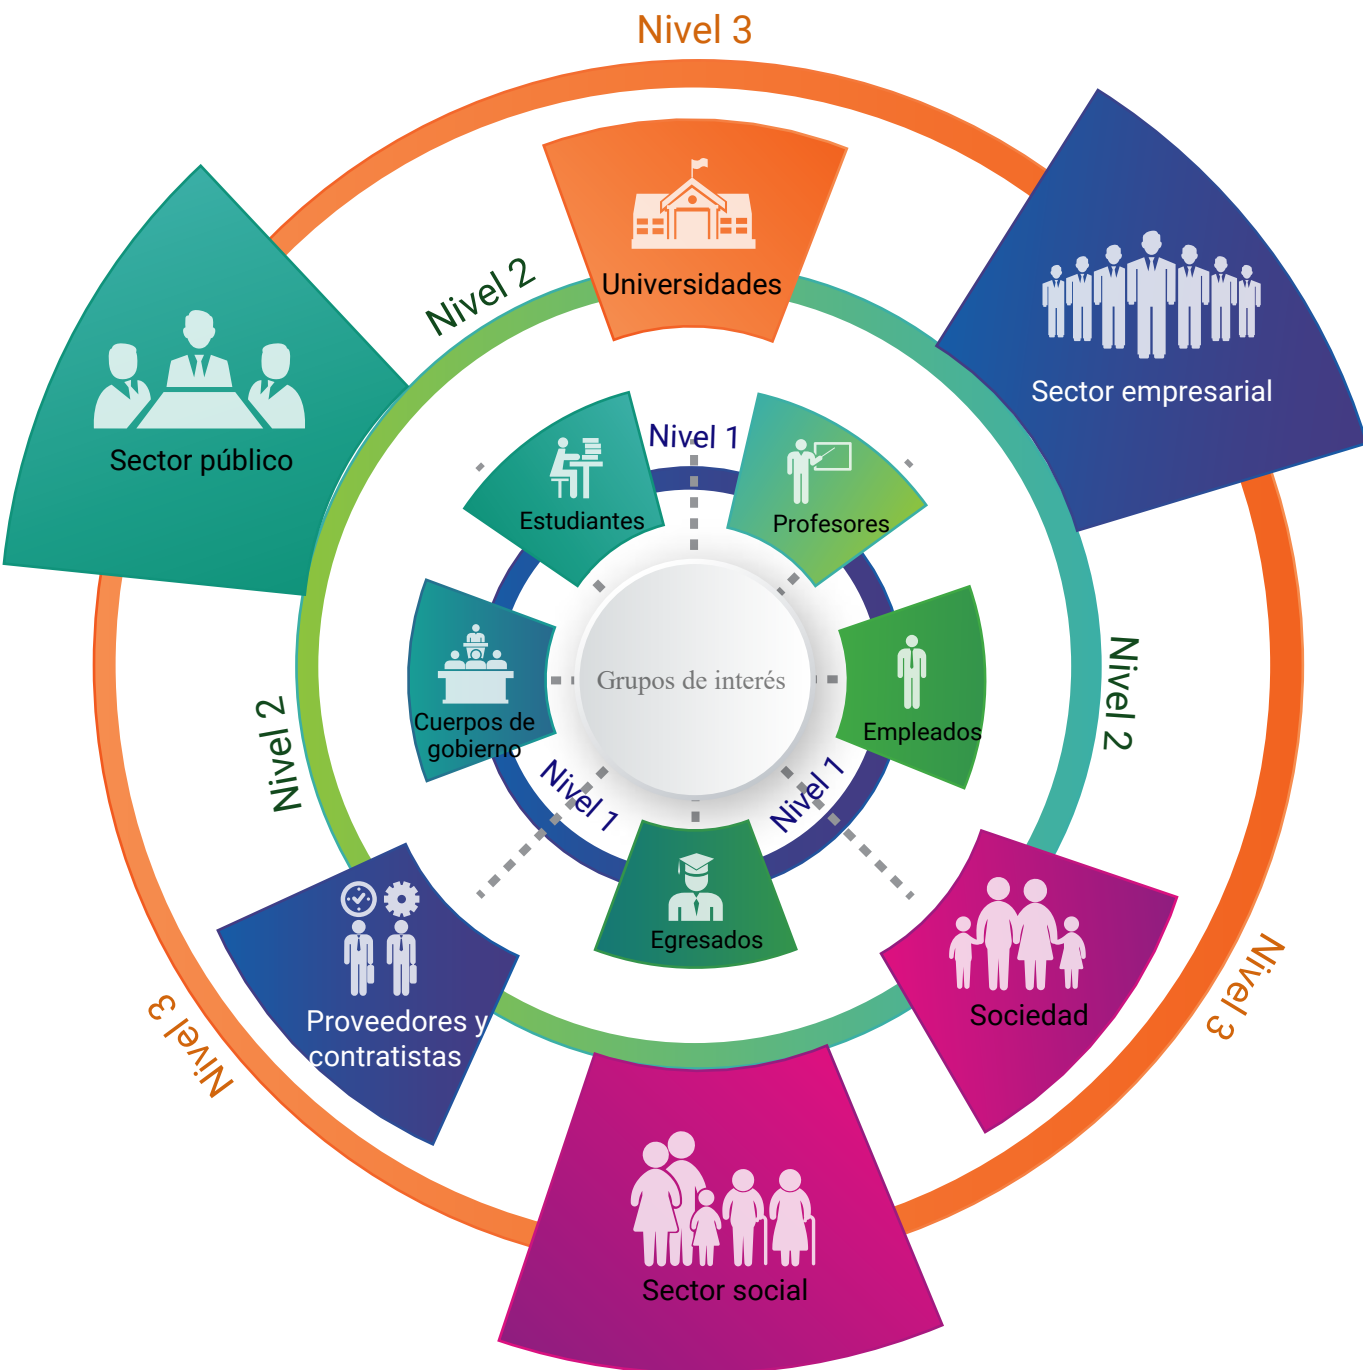 Nivel 3
Universidades
Nivel 2
Sector empresarial
Sector público
Nivel 1
Estudiantes
Profesores
Grupos de interés
Cuerpos de
gobierno
Empleados
Nivel 2
Nivel 2
Nivel 1
Nivel 1
Egresados
Proveedores y
contratistas
Sociedad
Nivel 3
Nivel 3
Sector social